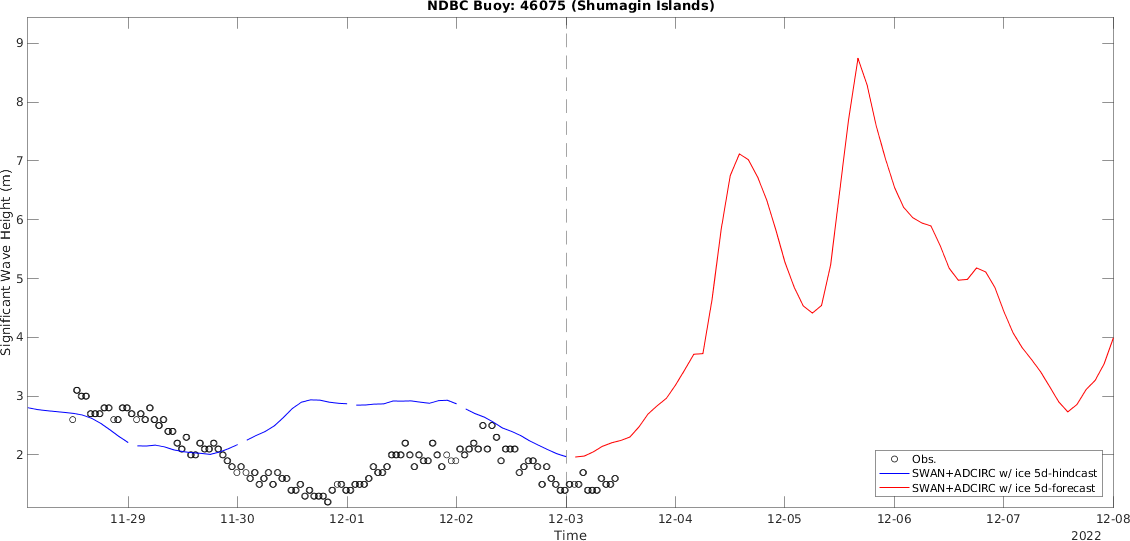 NDBC Buoy: 46075 (Shumagin Islands)
9
8
7
6
5
4
3
2
Significant Wave Height (m)
Obs.
SWAN+ADCIRC w/ ice 5d-hindcast
SWAN+ADCIRC w/ ice 5d-forecast
11-29 11-30 12-01 12-02 12-03 12-04 12-05 12-06 12-07 12-08
Time
2022